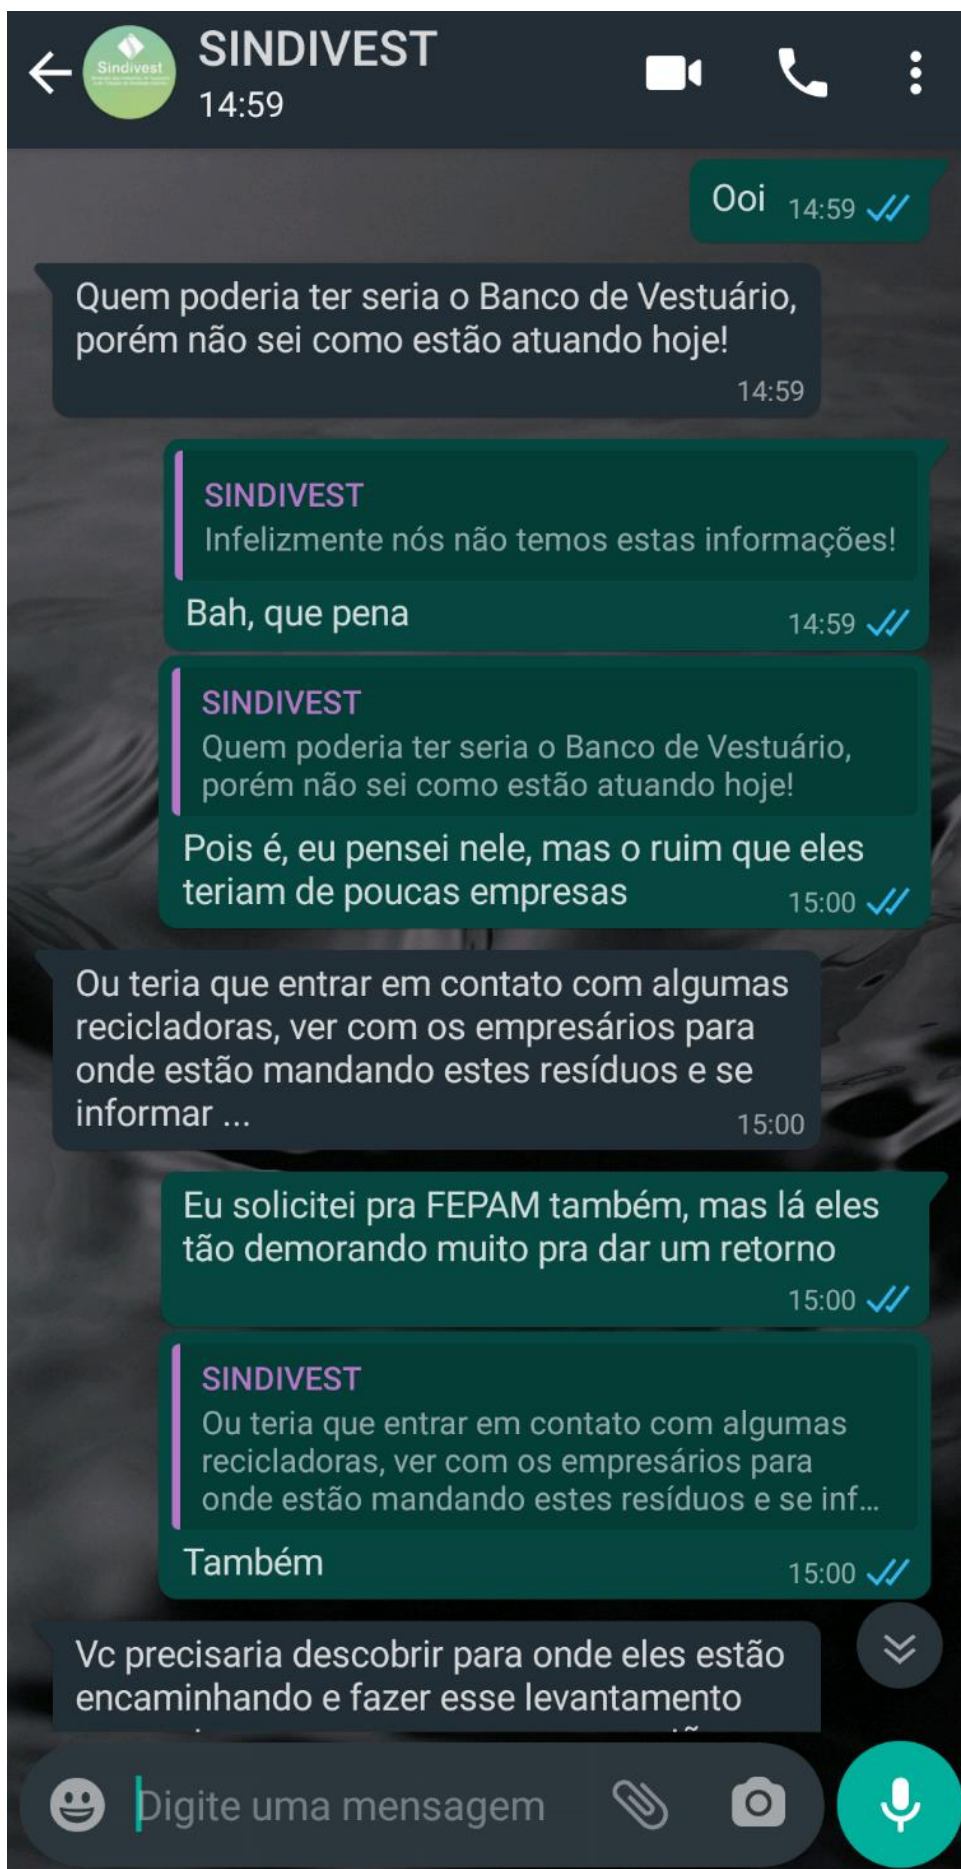 SINDIVEST
14:59
Sindivest
Ooi 14:59
Quem poderia ter seria o Banco de Vestuário,
porém não sei como estão atuando hoje!
14:59
SINDIVEST
Infelizmente nós não temos estas informações!
Bah, que pena
14:59
SINDIVEST
Quem poderia ter seria o Banco de Vestuário,
porém não sei como estão atuando hoje!
Pois é, eu pensei nele, mas o ruim que eles
teriam de poucas empresas
15:00
Ou teria que entrar em contato com algumas
recicladoras, ver com os empresários para
onde estão mandando estes resíduos e se
informar ...
15:00
Eu solicitei pra FEPAM também, mas lá eles
tão demorando muito pra dar um retorno
15:00
SINDIVEST
Ou teria que entrar em contato com algumas
recicladoras, ver com os empresários para
onde estão mandando estes resíduos e se inf...
Também
15:00
Vc precisaria descobrir para onde eles estão
encaminhando e fazer esse levantamento
Digite uma mensagem